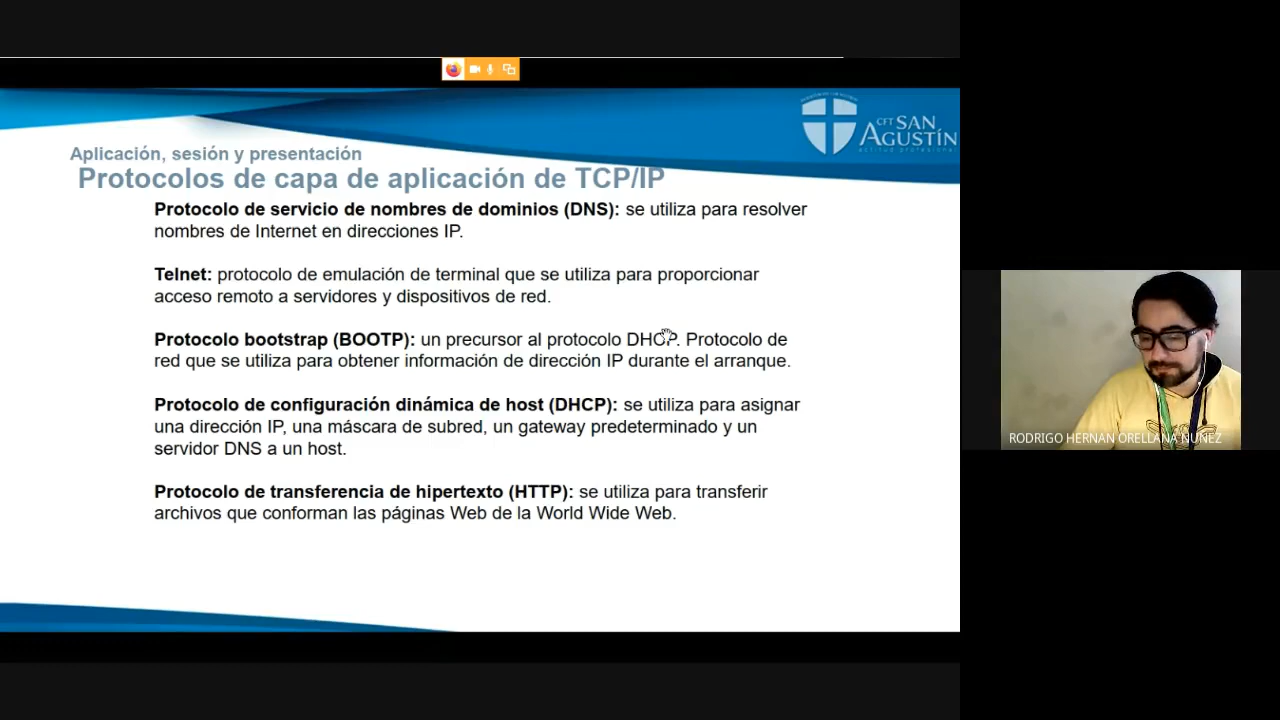 CFT SAN
AGUSTÍN
Aplicación, sesión y presentación
Protocolos de capa de aplicación de TCP/IP
Protocolo de servicio de nombres de dominios (DNS): se utiliza para resolver
nombres de Internet en direcciones IP.
Telnet: protocolo de emulación de terminal que se utiliza para proporcionar
acceso remoto a servidores y dispositivos de red.
Protocolo bootstrap (BOOTP): un precursor al protocolo DHCP. Protocolo de
red que se utiliza para obtener información de dirección IP durante el arranque.
Protocolo de configuración dinámica de host (DHCP): se utiliza para asignar
una dirección IP, una máscara de subred, un gateway predeterminado y un
servidor DNS a un host.
Protocolo de transferencia de hipertexto (HTTP): se utiliza para transferir
archivos que conforman las páginas Web de la World Wide Web.
RODRIGO HERNAN ORELLANA NUNEZ